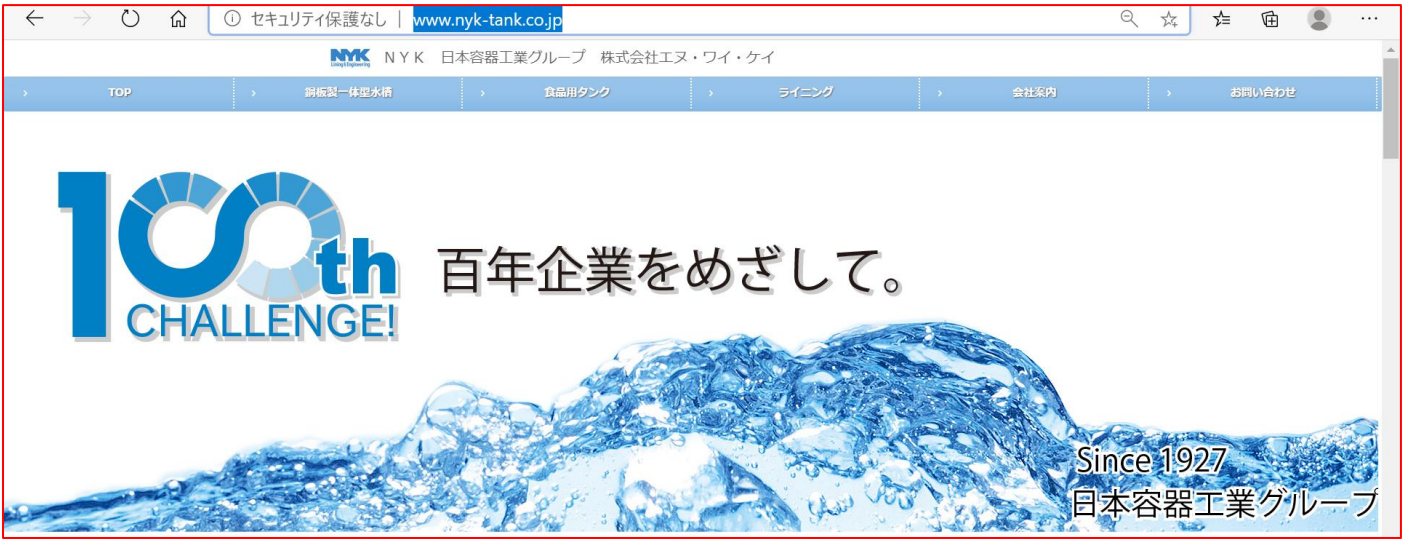 セキュリティ保護なし | www.nyk-tank.co.jp
NYK NYK 日本容器工業グループ 株式会社エヌ・ワイ・ケイ
Lining & Engineering
› TOP › 鋼板製一体型水槽 › 食品用タンク › ライニング › 会社案内 › お問い合わせ
100th
CHALLENGE!
百年企業をめざして。
Since 1927
日本容器工業グループ